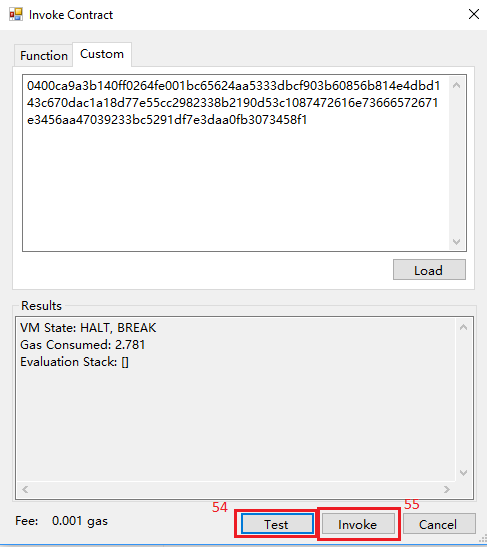 Invoke Contract
Function
Custom
0400ca9a3b140ff0264fe001bc65624aa5333dbcf903b60856b814e4dbd1
43c670dac1a18d77e55cc2982338b2190d53c1087472616e73666572671
e3456aa47039233bc5291df7e3daa0fb3073458f1
Load
Results
VM State: HALT, BREAK
Gas Consumed: 2.781
Evaluation Stack: []
54
55
Fee: 0.001 gas
Test
Invoke
Cancel